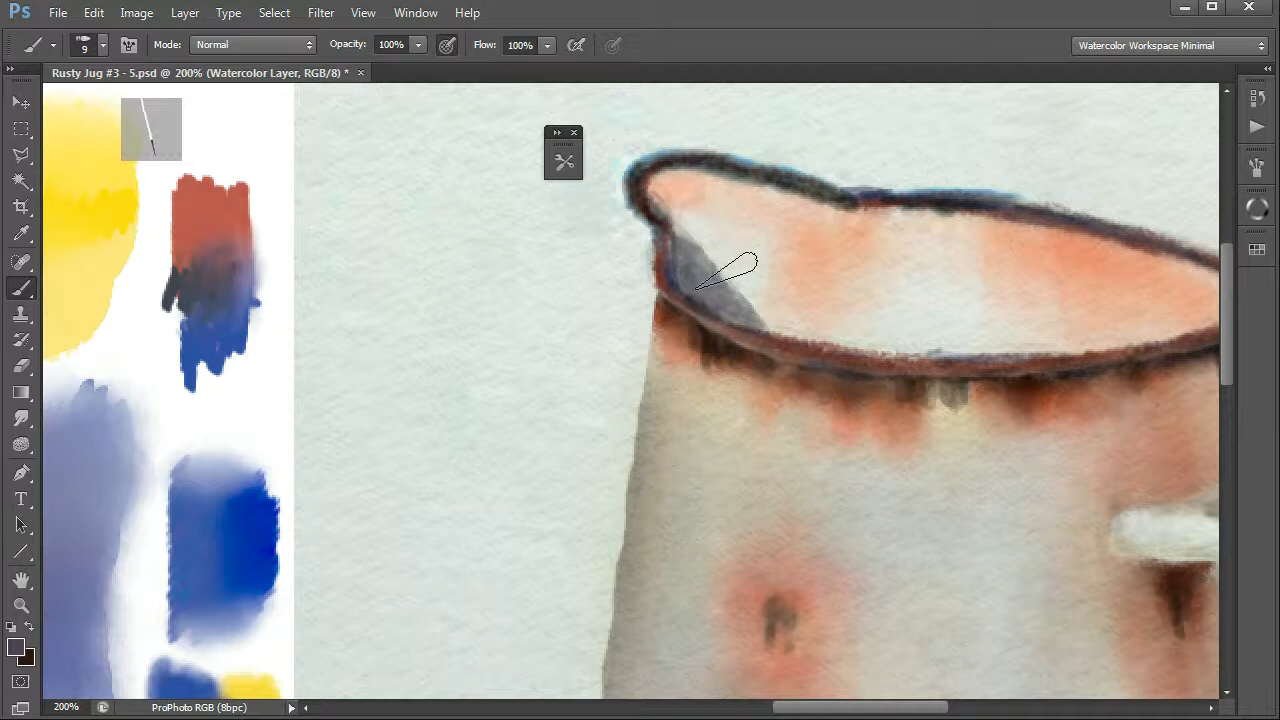 Ps File Edit Image Layer Type Select Filter View Window Help
9 Mode: Normal Opacity: 100% Flow: 100% Watercolor Workspace Minimal
Rusty Jug #3 - 5.psd @ 200% (Watercolor Layer, RGB/8) *
T
200% ProPhoto RGB (8bpc)